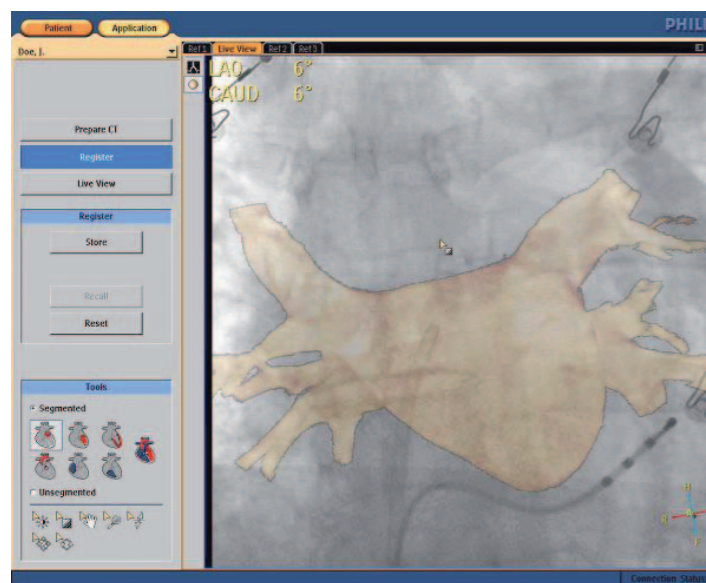 Patient Application
PHILI
Doe, J.
Ref1 Live View Ref2 Ref3
LAO 6°
CAUD 6°
Prepare CT
Register
Live View
Register
Store
Recall
Reset
Tools
Segmented
Unsegmented
H
R A
F
Connection Status